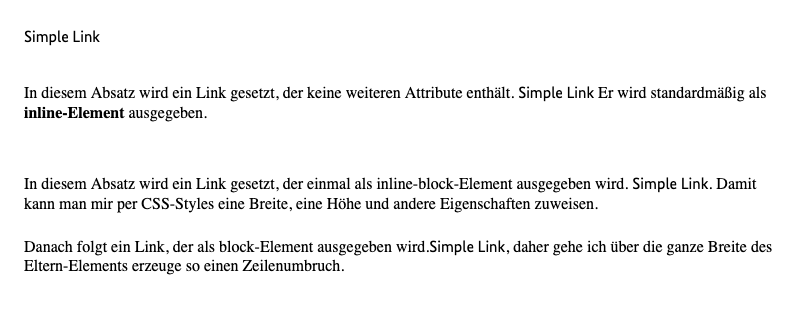 Simple Link
In diesem Absatz wird ein Link gesetzt, der keine weiteren Attribute enthält. Simple Link Er wird standardmäßig als
inline-Element ausgegeben.
In diesem Absatz wird ein Link gesetzt, der einmal als inline-block-Element ausgegeben wird. Simple Link. Damit
kann man mir per CSS-Styles eine Breite, eine Höhe und andere Eigenschaften zuweisen.
Danach folgt ein Link, der als block-Element ausgegeben wird.Simple Link, daher gehe ich über die ganze Breite des
Eltern-Elements erzeuge so einen Zeilenumbruch.